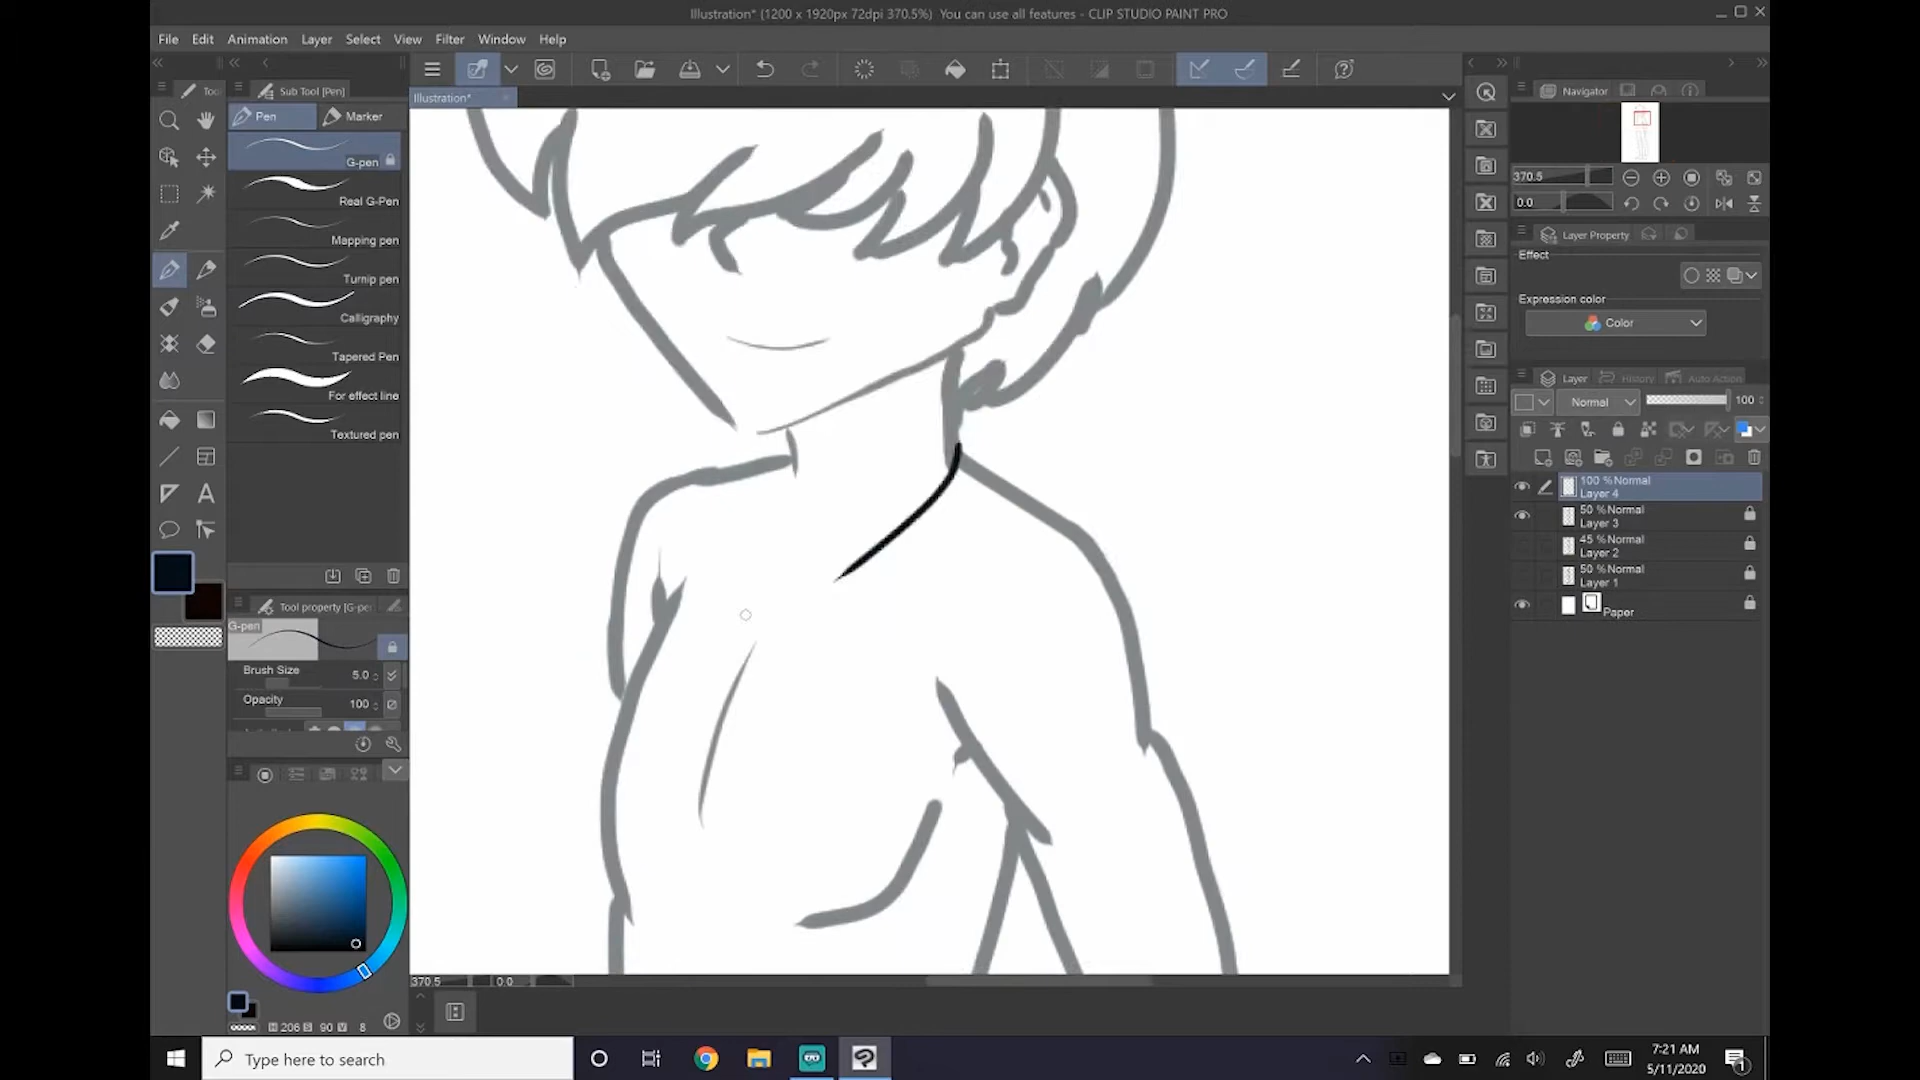 Illustration* (1200 x 1920px 72dpi 370.5%) You can use all features - CLIP STUDIO PAINT PRO
File Edit Animation Layer Select View Filter Window Help
Too
Sub Tool [Pen]
Illustration*
Navigator
Pen
Marker
G-pen
Real G-Pen
Mapping pen
Turnip pen
Calligraphy
Tapered Pen
For effect line
Textured pen
370.5
0.0
Layer Property
Effect
Expression color
Color
Layer
History
Auto Action
Normal
100
100 % Normal
Layer 4
50 % Normal
Layer 3
45 % Normal
Layer 2
50 % Normal
Layer 1
Paper
Tool property [G-pe
G-pen
Brush Size
5.0
Opacity
100
370.5
0.0
H 206 S 90 V 8
Type here to search
7:21 AM
5/11/2020
1